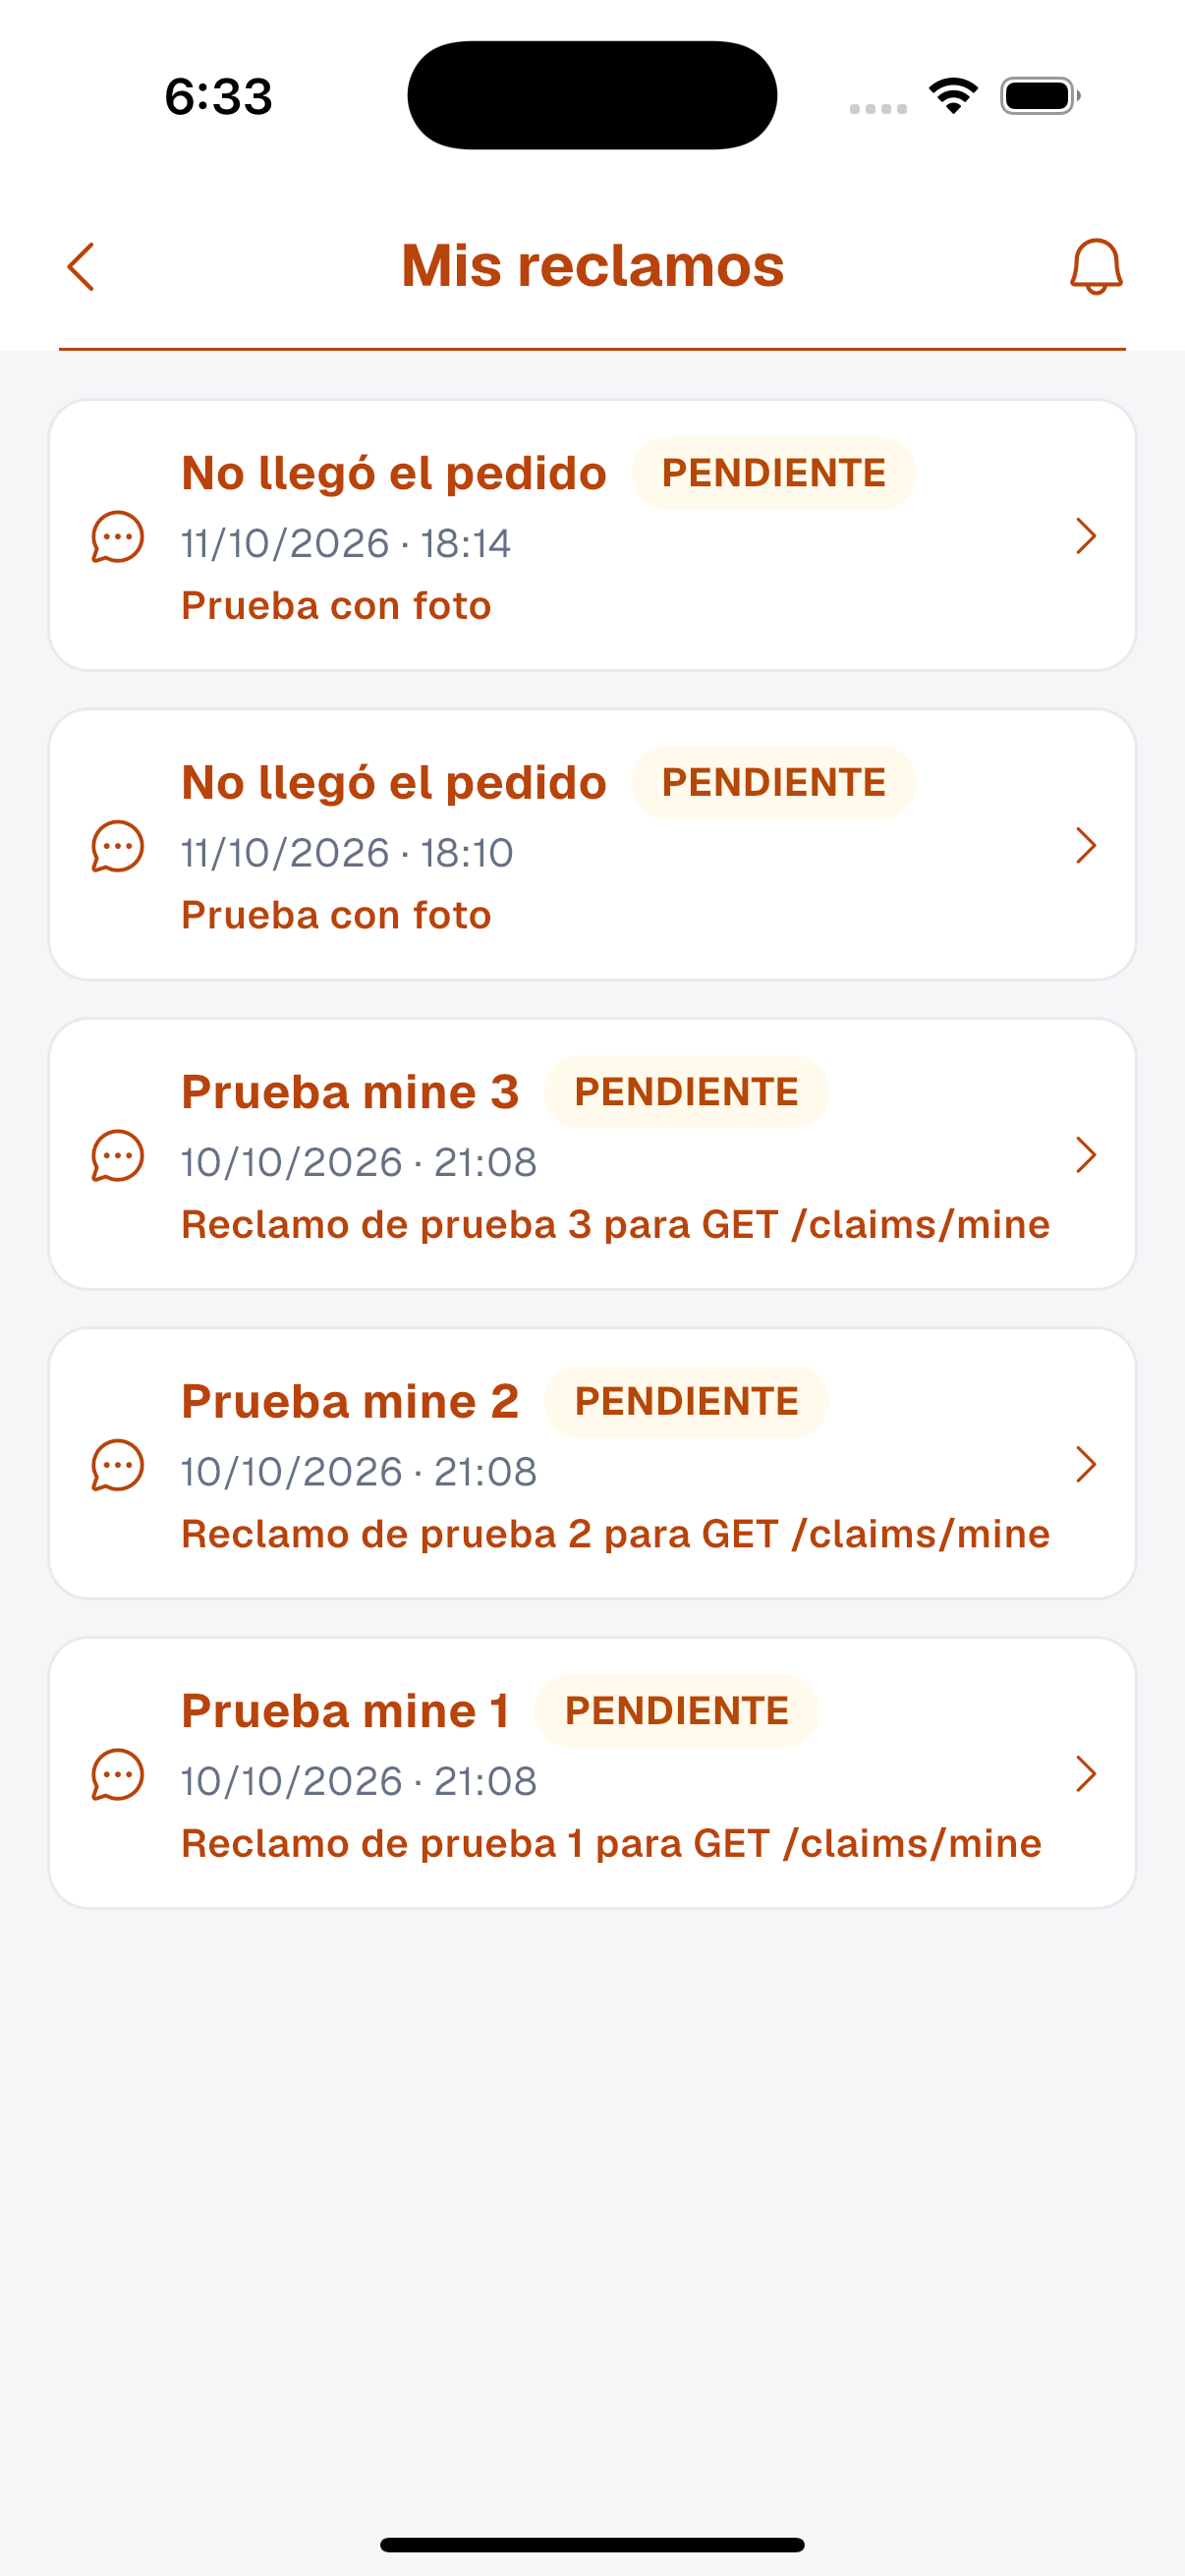 6:33
Mis reclamos
No llegó el pedido PENDIENTE
11/10/2026 · 18:14
Prueba con foto
No llegó el pedido PENDIENTE
11/10/2026 · 18:10
Prueba con foto
Prueba mine 3 PENDIENTE
10/10/2026 · 21:08
Reclamo de prueba 3 para GET /claims/mine
Prueba mine 2 PENDIENTE
10/10/2026 · 21:08
Reclamo de prueba 2 para GET /claims/mine
Prueba mine 1 PENDIENTE
10/10/2026 · 21:08
Reclamo de prueba 1 para GET /claims/mine